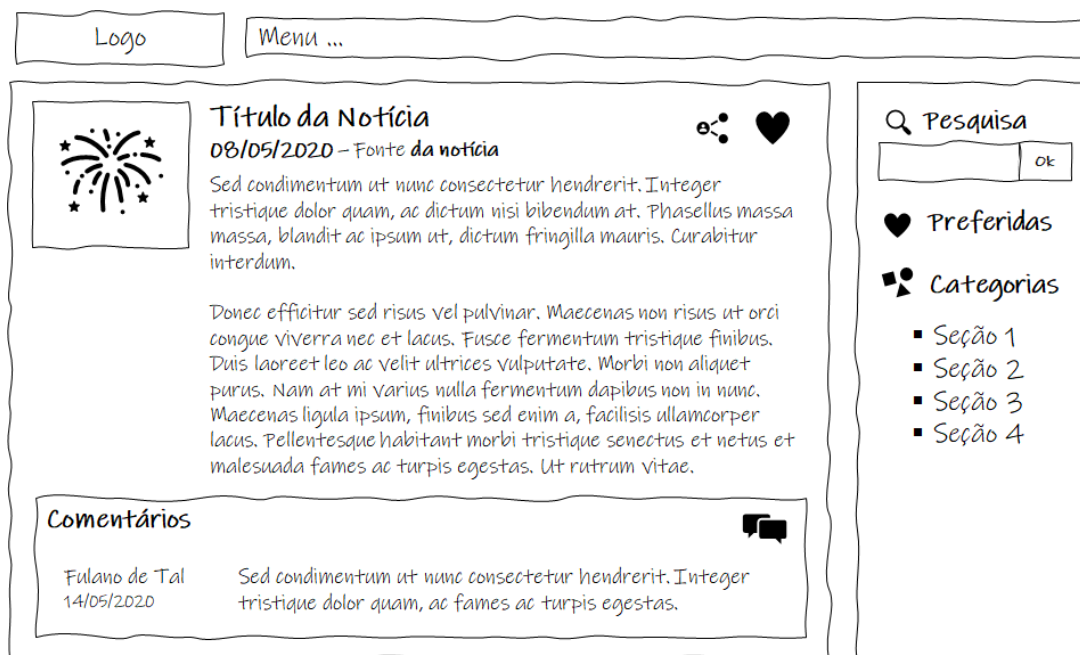 Logo
Menu ...
Título da Notícia
08/05/2020 – Fonte da notícia
Sed condimentum ut nunc consectetur hendrerit. Integer
tristique dolor quam, ac dictum nisi bibendum at. Phasellus massa
massa, blandit ac ipsum ut, dictum fringilla mauris. Curabitur
interdum.
Donec efficitur sed risus vel pulvinar. Maecenas non risus ut orci
congue viverra nec et lacus. Fusce fermentum tristique finibus.
Duis laoreet leo ac velit ultrices vulputate. Morbi non aliquet
purus. Nam at mi varius nulla fermentum dapibus non in nunc.
Maecenas ligula ipsum, finibus sed enim a, facilisis ullamcorper
lacus. Pellentesque habitant morbi tristique senectus et netus et
malesuada fames ac turpis egestas. Ut rutrum vitae.
Comentários
Fulano de Tal
14/05/2020
Sed condimentum ut nunc consectetur hendrerit. Integer
tristique dolor quam, ac fames ac turpis egestas.
Pesquisa
Ok
Preferidas
Categorias
▪ Seção 1
▪ Seção 2
▪ Seção 3
▪ Seção 4